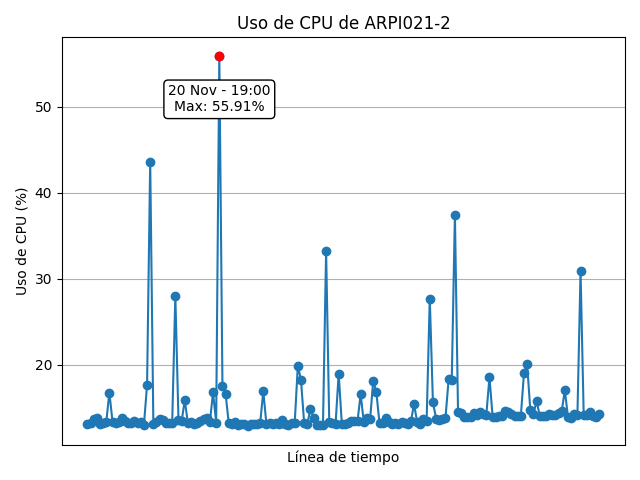 Uso de CPU de ARPI021-2
20 Nov - 19:00
Max: 55.91%
50
40
30
20
Uso de CPU (%)
Línea de tiempo